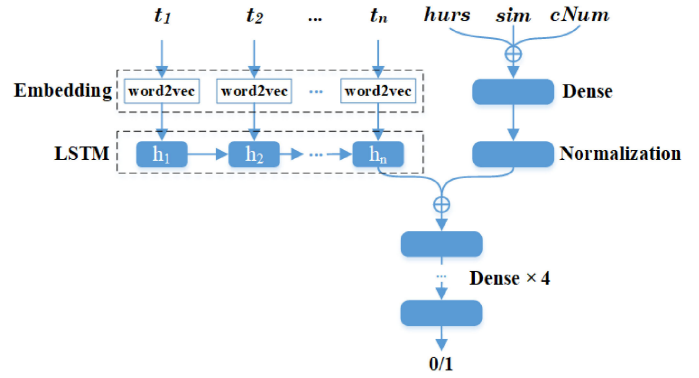 t1 t2 ... tn hurs sim cNum
Embedding word2vec word2vec ... word2vec Dense
LSTM h1 h2 ... hn Normalization
... Dense × 4
0/1